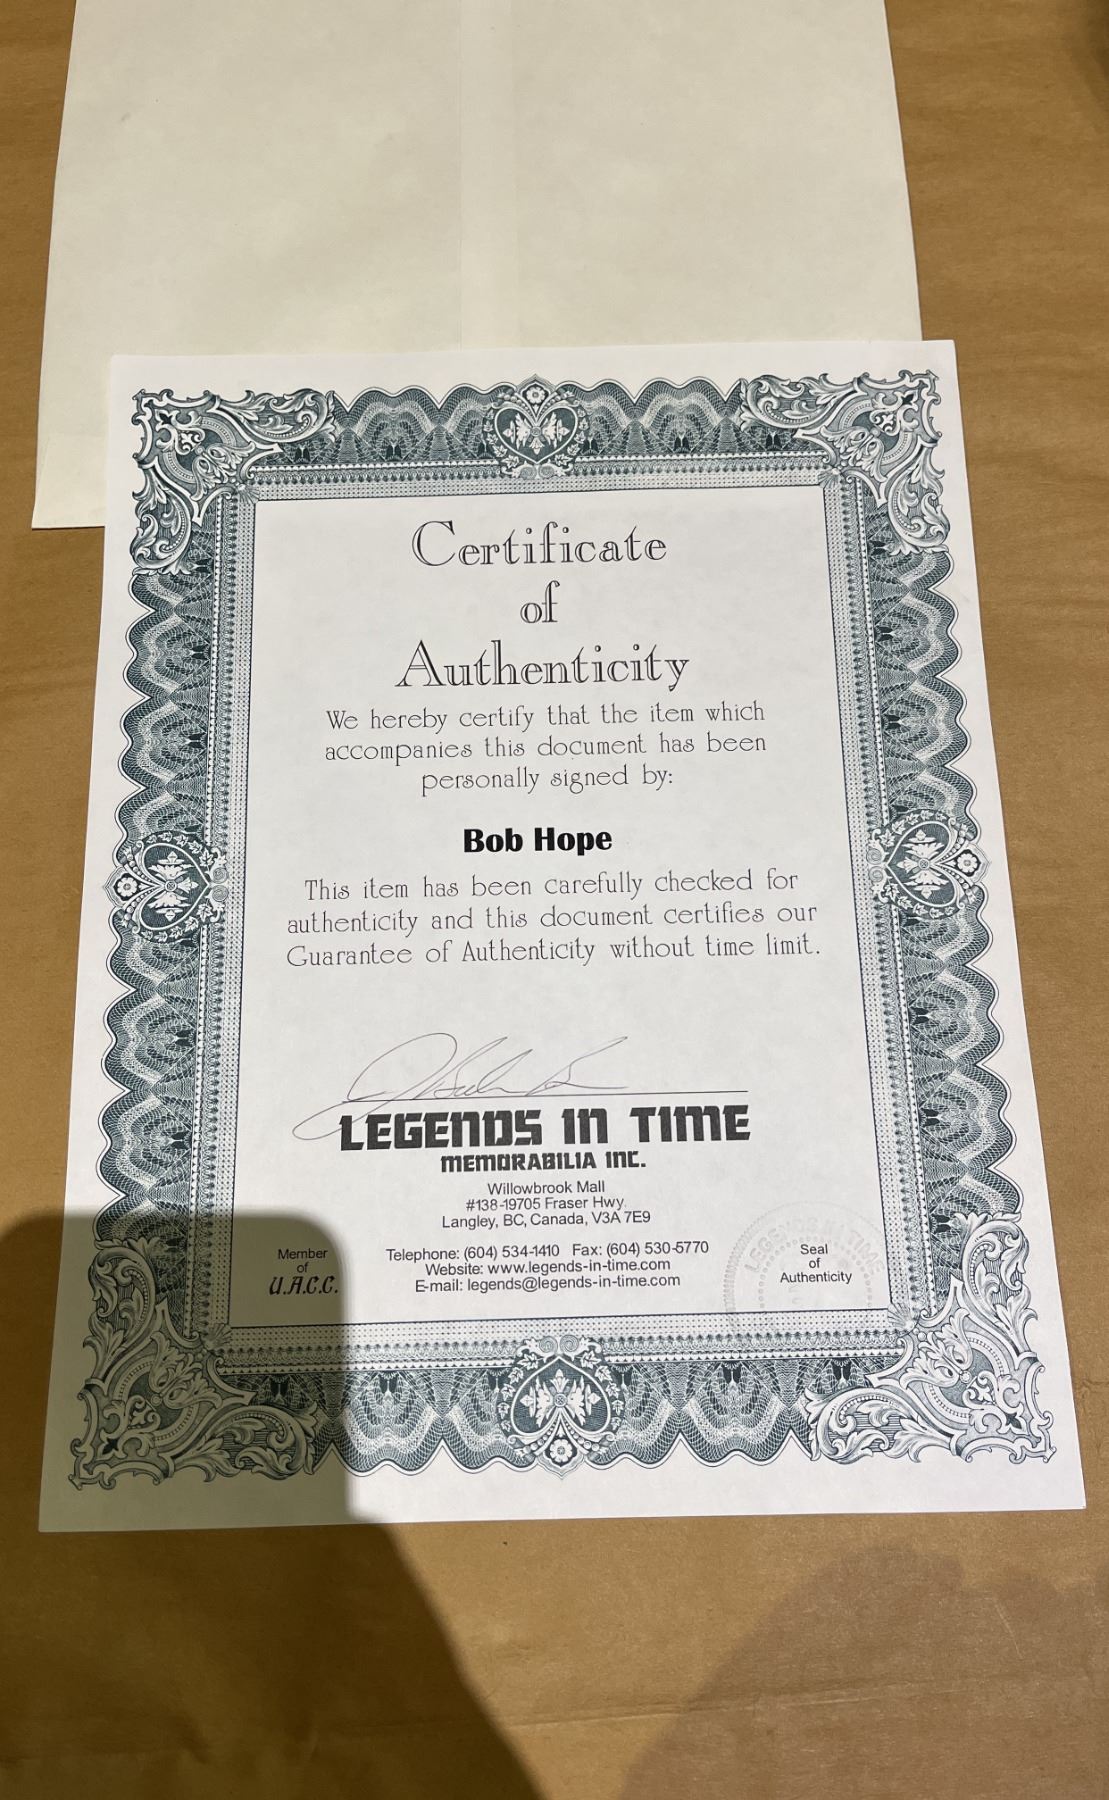 Certificate
of
Authenticity
We hereby certify that the item which
accompanies this document has been
personally signed by:
Bob Hope
This item has been carefully checked for
authenticity and this document certifies our
Guarantee of Authenticity without time limit.
LEGENDS IN TIME
MEMORABILIA INC.
Willowbrook Mall
#138-19705 Fraser Hwy.
Langley, BC, Canada, V3A 7E9
Telephone: (604) 534-1410 Fax: (604) 530-5770
Website: www.legends-in-time.com
E-mail: legends@legends-in-time.com
Member
of
U.A.C.C.
LEGENDS IN TIME
Seal
of
Authenticity